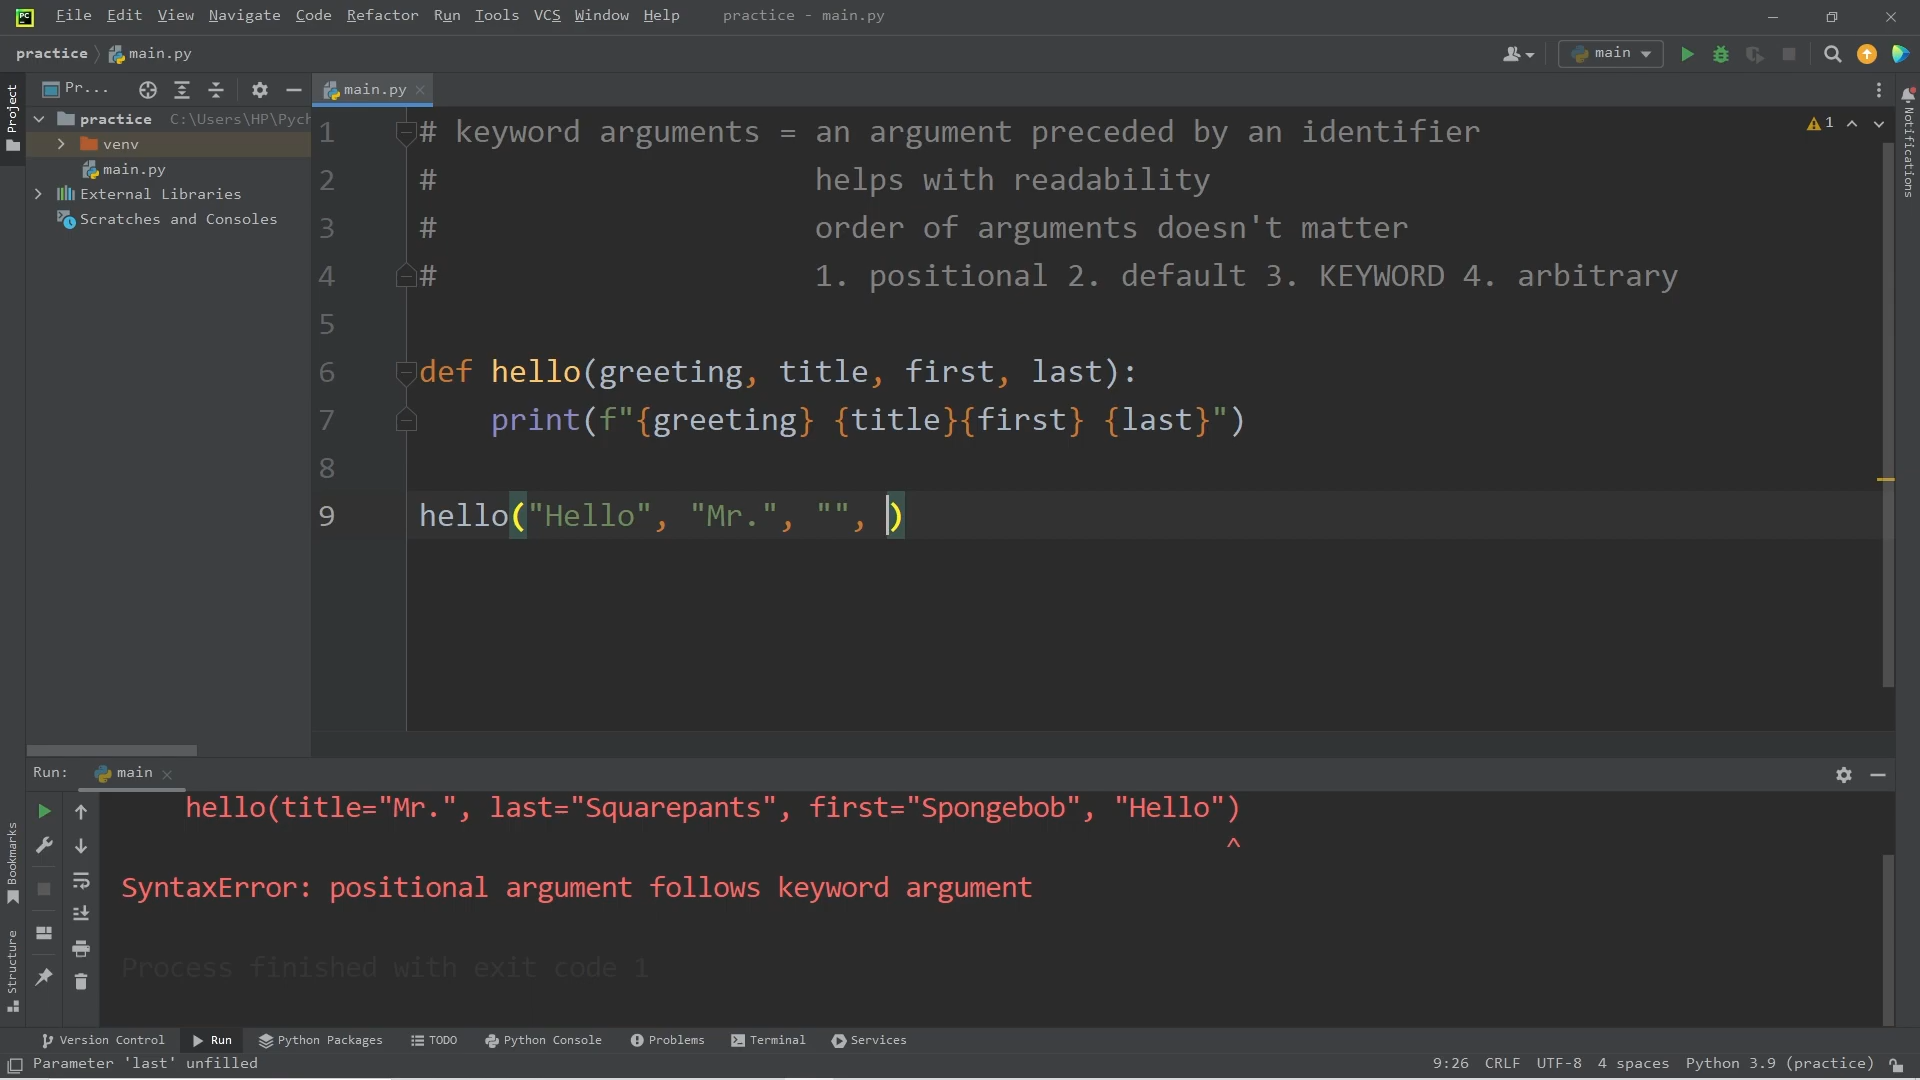 File Edit View Navigate Code Refactor Run Tools VCS Window Help practice - main.py
practice main.py main
Pr... main.py
Project
practice C:\Users\HP\Pych
venv
main.py
External Libraries
Scratches and Consoles
1 # keyword arguments = an argument preceded by an identifier
2 # helps with readability
3 # order of arguments doesn't matter
4 # 1. positional 2. default 3. KEYWORD 4. arbitrary
5
6 def hello(greeting, title, first, last):
7 print(f"{greeting} {title}{first} {last}")
8
9 hello("Hello", "Mr.", "", )
1
Notifications
Run: main
hello(title="Mr.", last="Squarepants", first="Spongebob", "Hello")
^
SyntaxError: positional argument follows keyword argument
Process finished with exit code 1
Bookmarks
Structure
Version Control Run Python Packages TODO Python Console Problems Terminal Services
Parameter 'last' unfilled 9:26 CRLF UTF-8 4 spaces Python 3.9 (practice)